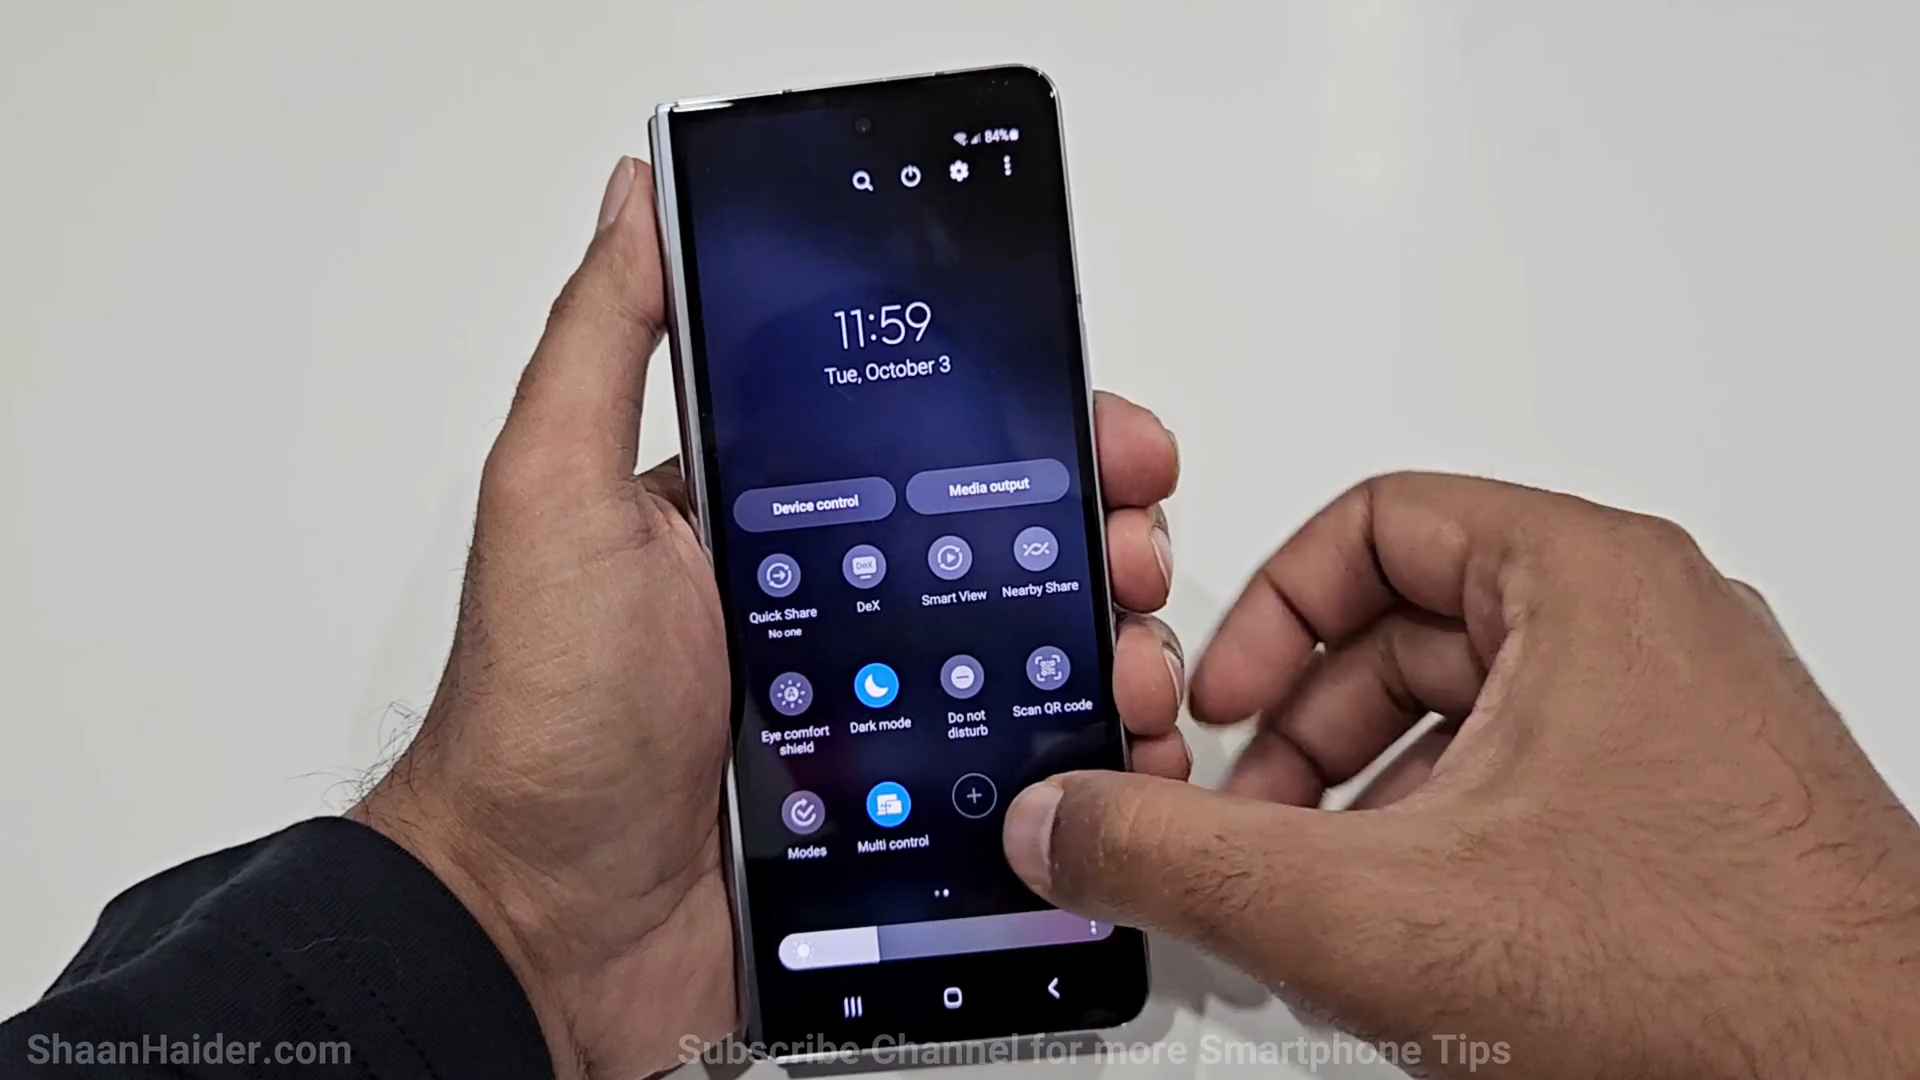 84%
11:59
Tue, October 3
Device control
Media output
Quick Share
No one
DeX
DeX
Smart View
Nearby Share
Eye comfort
shield
Dark mode
Do not
disturb
Scan QR code
Modes
Multi control
ShaanHaider.com
Subscribe Channel for more Smartphone Tips